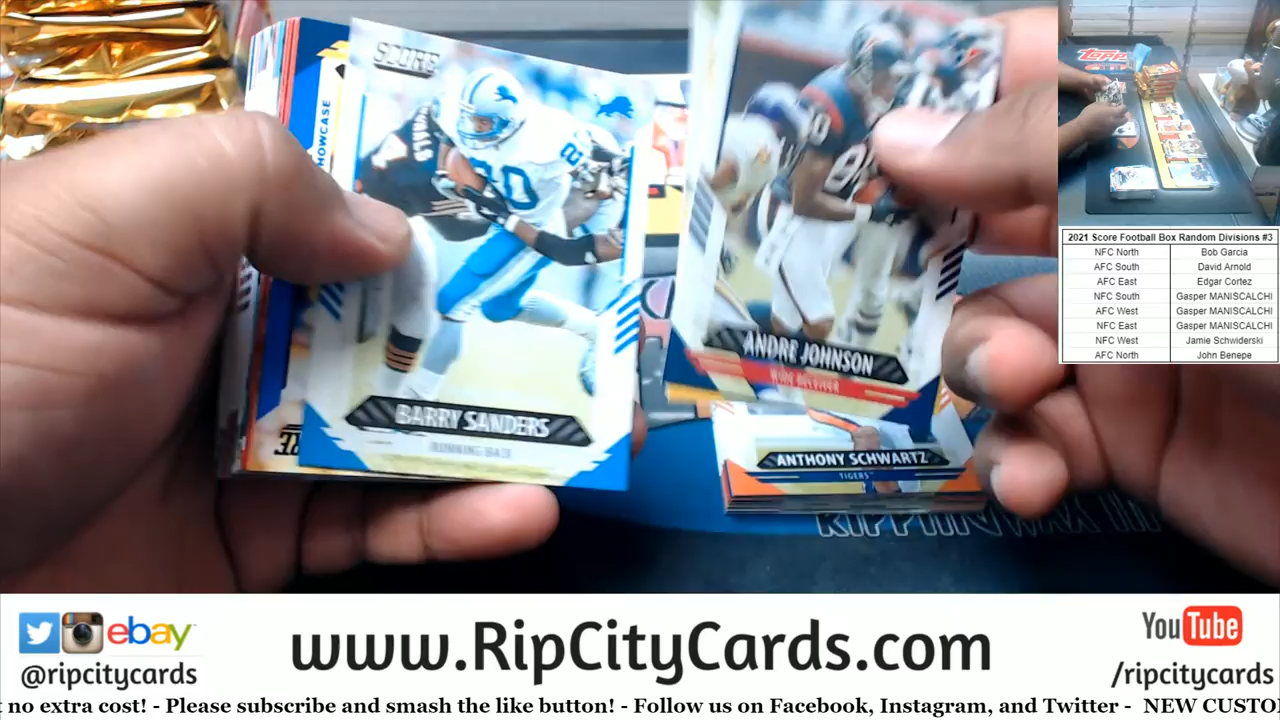 SCORE
HOWCASE
20
BARRY SANDERS
RUNNING BACK
80
ANDRE JOHNSON
WIDE RECEIVER
ANTHONY SCHWARTZ
TIGERS
TOPPS
2021 Score Football Box Random Divisions #3
NFC North Bob Garcia
AFC South David Arnold
AFC East Edgar Cortez
NFC South Gasper MANISCALCHI
AFC West Gasper MANISCALCHI
NFC East Gasper MANISCALCHI
NFC West Jamie Schwiderski
AFC North John Benepe
ebay
@ripcitycards
www.RipCityCards.com
YouTube
/ripcitycards
t no extra cost! - Please subscribe and smash the like button! - Follow us on Facebook, Instagram, and Twitter - NEW CUSTO